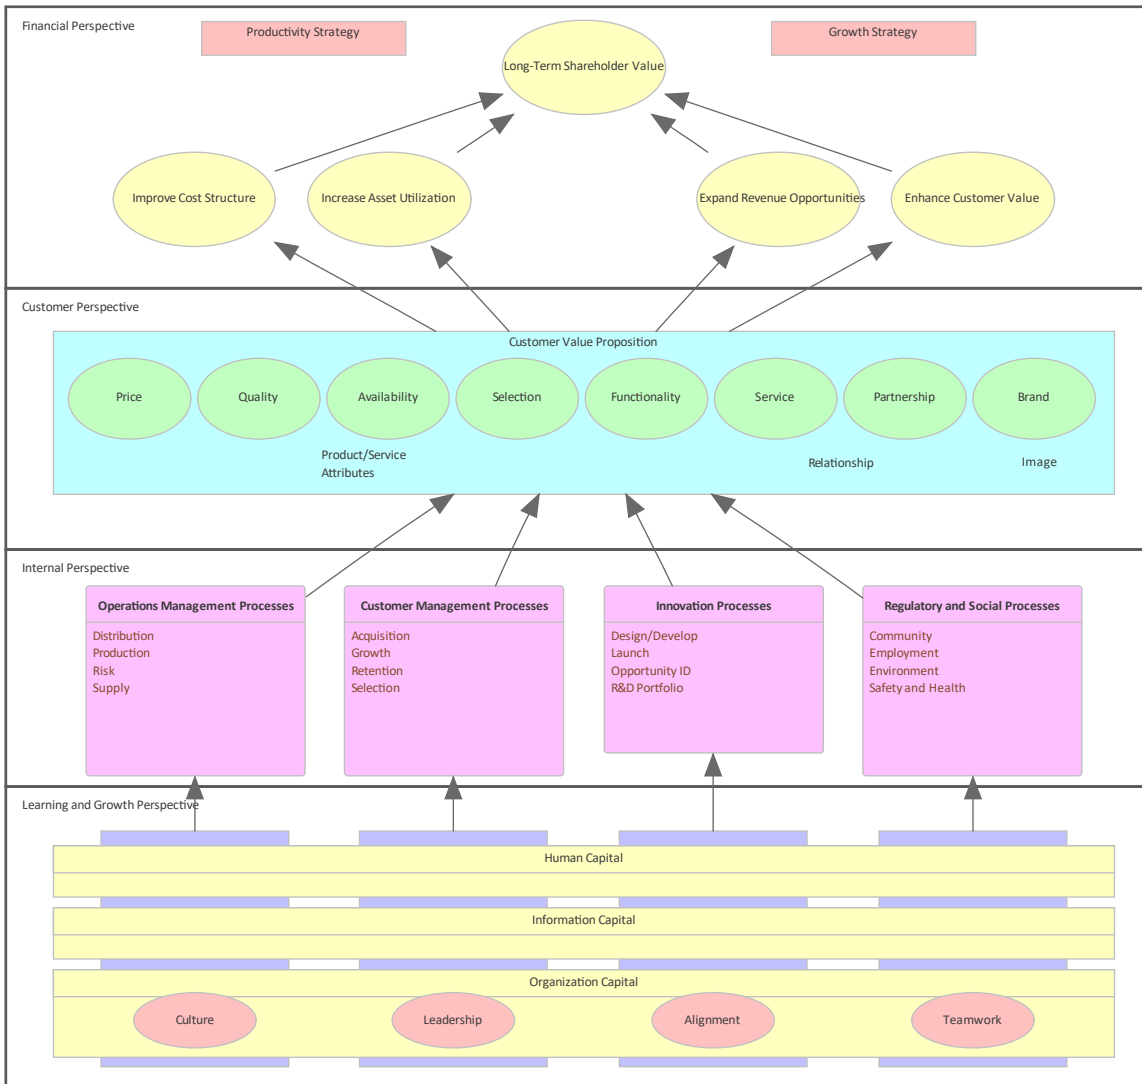 Financial Perspective
Productivity Strategy
Growth Strategy
Long-Term Shareholder Value
Improve Cost Structure
Increase Asset Utilization
Expand Revenue Opportunities
Enhance Customer Value
Customer Perspective
Customer Value Proposition
Price
Quality
Availability
Selection
Functionality
Service
Partnership
Brand
Product/Service
Attributes
Relationship
Image
Internal Perspective
Operations Management Processes
Distribution
Production
Risk
Supply
Customer Management Processes
Acquisition
Growth
Retention
Selection
Innovation Processes
Design/Develop
Launch
Opportunity ID
R&D Portfolio
Regulatory and Social Processes
Community
Employment
Environment
Safety and Health
Learning and Growth Perspective
Human Capital
Information Capital
Organization Capital
Culture
Leadership
Alignment
Teamwork